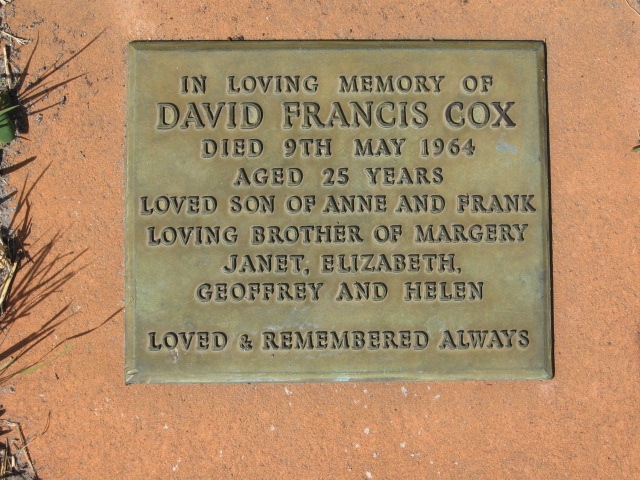 IN LOVING MEMORY OF
DAVID FRANCIS COX
DIED 9TH MAY 1964
AGED 25 YEARS
LOVED SON OF ANNE AND FRANK
LOVING BROTHER OF MARGERY
JANET, ELIZABETH,
GEOFFREY AND HELEN
LOVED & REMEMBERED ALWAYS